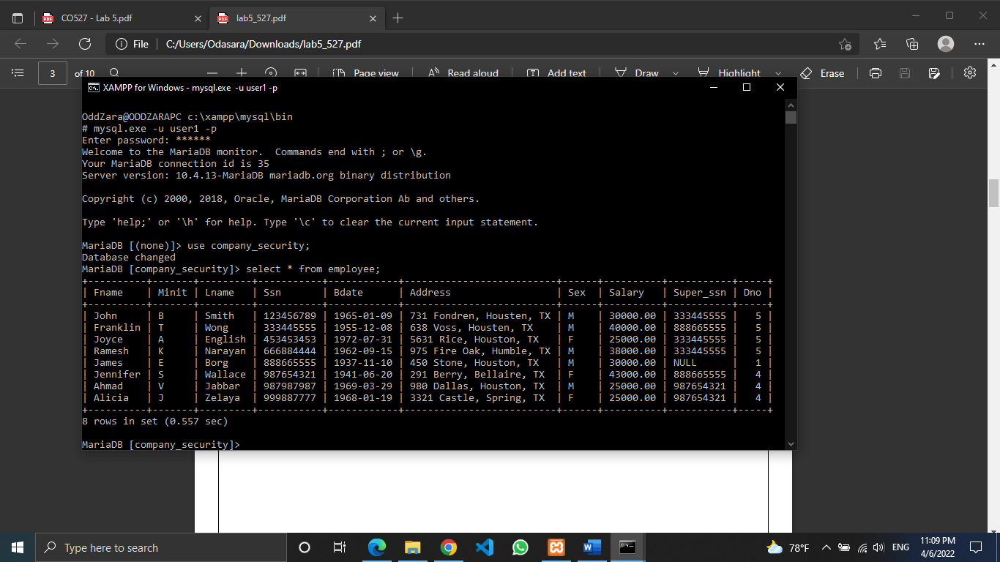 CO527 - Lab 5.pdf
lab5_527.pdf
File
C:/Users/Odasara/Downloads/lab5_527.pdf
3 of 10
Page view
Read aloud
Add text
Draw
Highlight
Erase
XAMPP for Windows - mysql.exe -u user1 -p
OddZara@ODDZARAPC c:\xampp\mysql\bin
# mysql.exe -u user1 -p
Enter password: ******
Welcome to the MariaDB monitor.  Commands end with ; or \g.
Your MariaDB connection id is 35
Server version: 10.4.13-MariaDB mariadb.org binary distribution
Copyright (c) 2000, 2018, Oracle, MariaDB Corporation Ab and others.
Type 'help;' or '\h' for help. Type '\c' to clear the current input statement.
MariaDB [(none)]> use company_security;
Database changed
MariaDB [company_security]> select * from employee;
+----------+-------+---------+-----------+------------+--------------------------+------+----------+-----------+-----+
| Fname    | Minit | Lname   | Ssn       | Bdate      | Address                  | Sex  | Salary   | Super_ssn | Dno |
+----------+-------+---------+-----------+------------+--------------------------+------+----------+-----------+-----+
| John     | B     | Smith   | 123456789 | 1965-01-09 | 731 Fondren, Housten, TX | M    | 30000.00 | 333445555 |   5 |
| Franklin | T     | Wong    | 333445555 | 1955-12-08 | 638 Voss, Housten, TX    | M    | 40000.00 | 888665555 |   5 |
| Joyce    | A     | English | 453453453 | 1972-07-31 | 5631 Rice, Houston, TX   | F    | 25000.00 | 333445555 |   5 |
| Ramesh   | K     | Narayan | 666884444 | 1962-09-15 | 975 Fire Oak, Humble, TX | M    | 38000.00 | 333445555 |   5 |
| James    | E     | Borg    | 888665555 | 1937-11-10 | 450 Stone, Houston, TX   | M    | 30000.00 | NULL      |   1 |
| Jennifer | S     | Wallace | 987654321 | 1941-06-20 | 291 Berry, Bellaire, TX  | F    | 43000.00 | 888665555 |   4 |
| Ahmad    | V     | Jabbar  | 987987987 | 1969-03-29 | 980 Dallas, Houston, TX  | M    | 25000.00 | 987654321 |   4 |
| Alicia   | J     | Zelaya  | 999887777 | 1968-01-19 | 3321 Castle, Spring, TX  | F    | 25000.00 | 987654321 |   4 |
+----------+-------+---------+-----------+------------+--------------------------+------+----------+-----------+-----+
8 rows in set (0.557 sec)
MariaDB [company_security]>
Type here to search
78°F
ENG
11:09 PM
4/6/2022